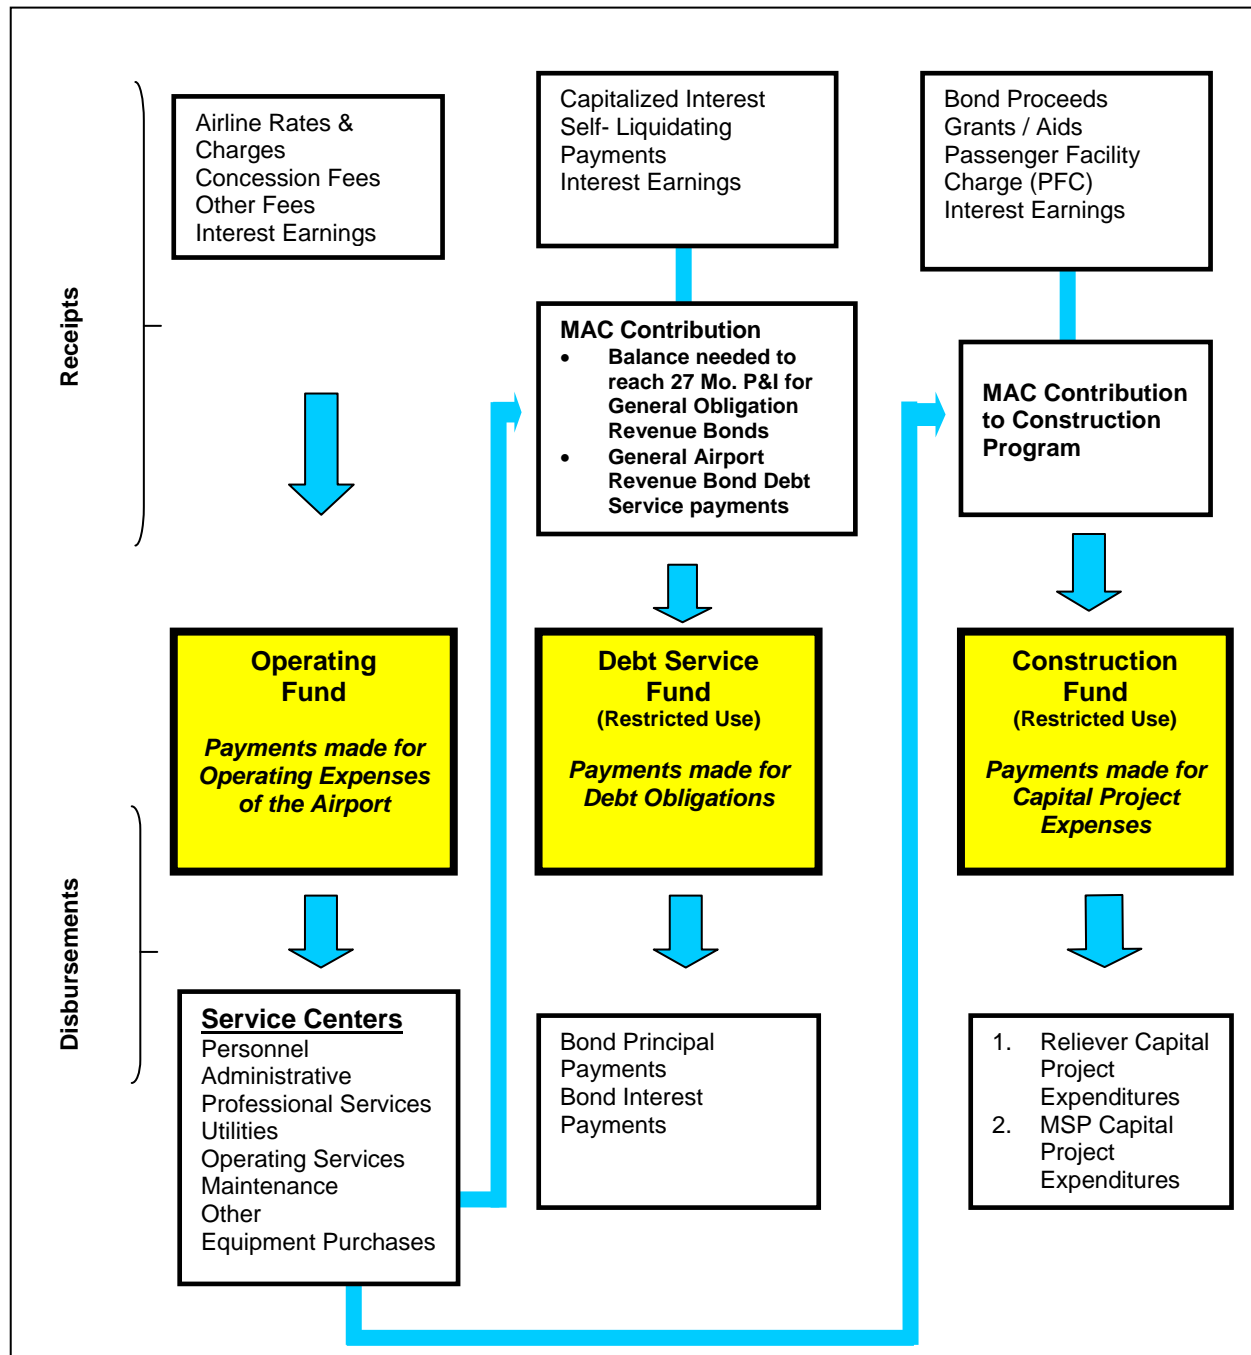 Receipts
Airline Rates &
Charges
Concession Fees
Other Fees
Interest Earnings
Capitalized Interest
Self- Liquidating
Payments
Interest Earnings
Bond Proceeds
Grants / Aids
Passenger Facility
Charge (PFC)
Interest Earnings
MAC Contribution
• Balance needed to
reach 27 Mo. P&I for
General Obligation
Revenue Bonds
• General Airport
Revenue Bond Debt
Service payments
MAC Contribution
to Construction
Program
Operating
Fund
Payments made for
Operating Expenses
of the Airport
Debt Service
Fund
(Restricted Use)
Payments made for
Debt Obligations
Construction
Fund
(Restricted Use)
Payments made for
Capital Project
Expenses
Disbursements
Service Centers
Personnel
Administrative
Professional Services
Utilities
Operating Services
Maintenance
Other
Equipment Purchases
Bond Principal
Payments
Bond Interest
Payments
1. Reliever Capital
Project
Expenditures
2. MSP Capital
Project
Expenditures